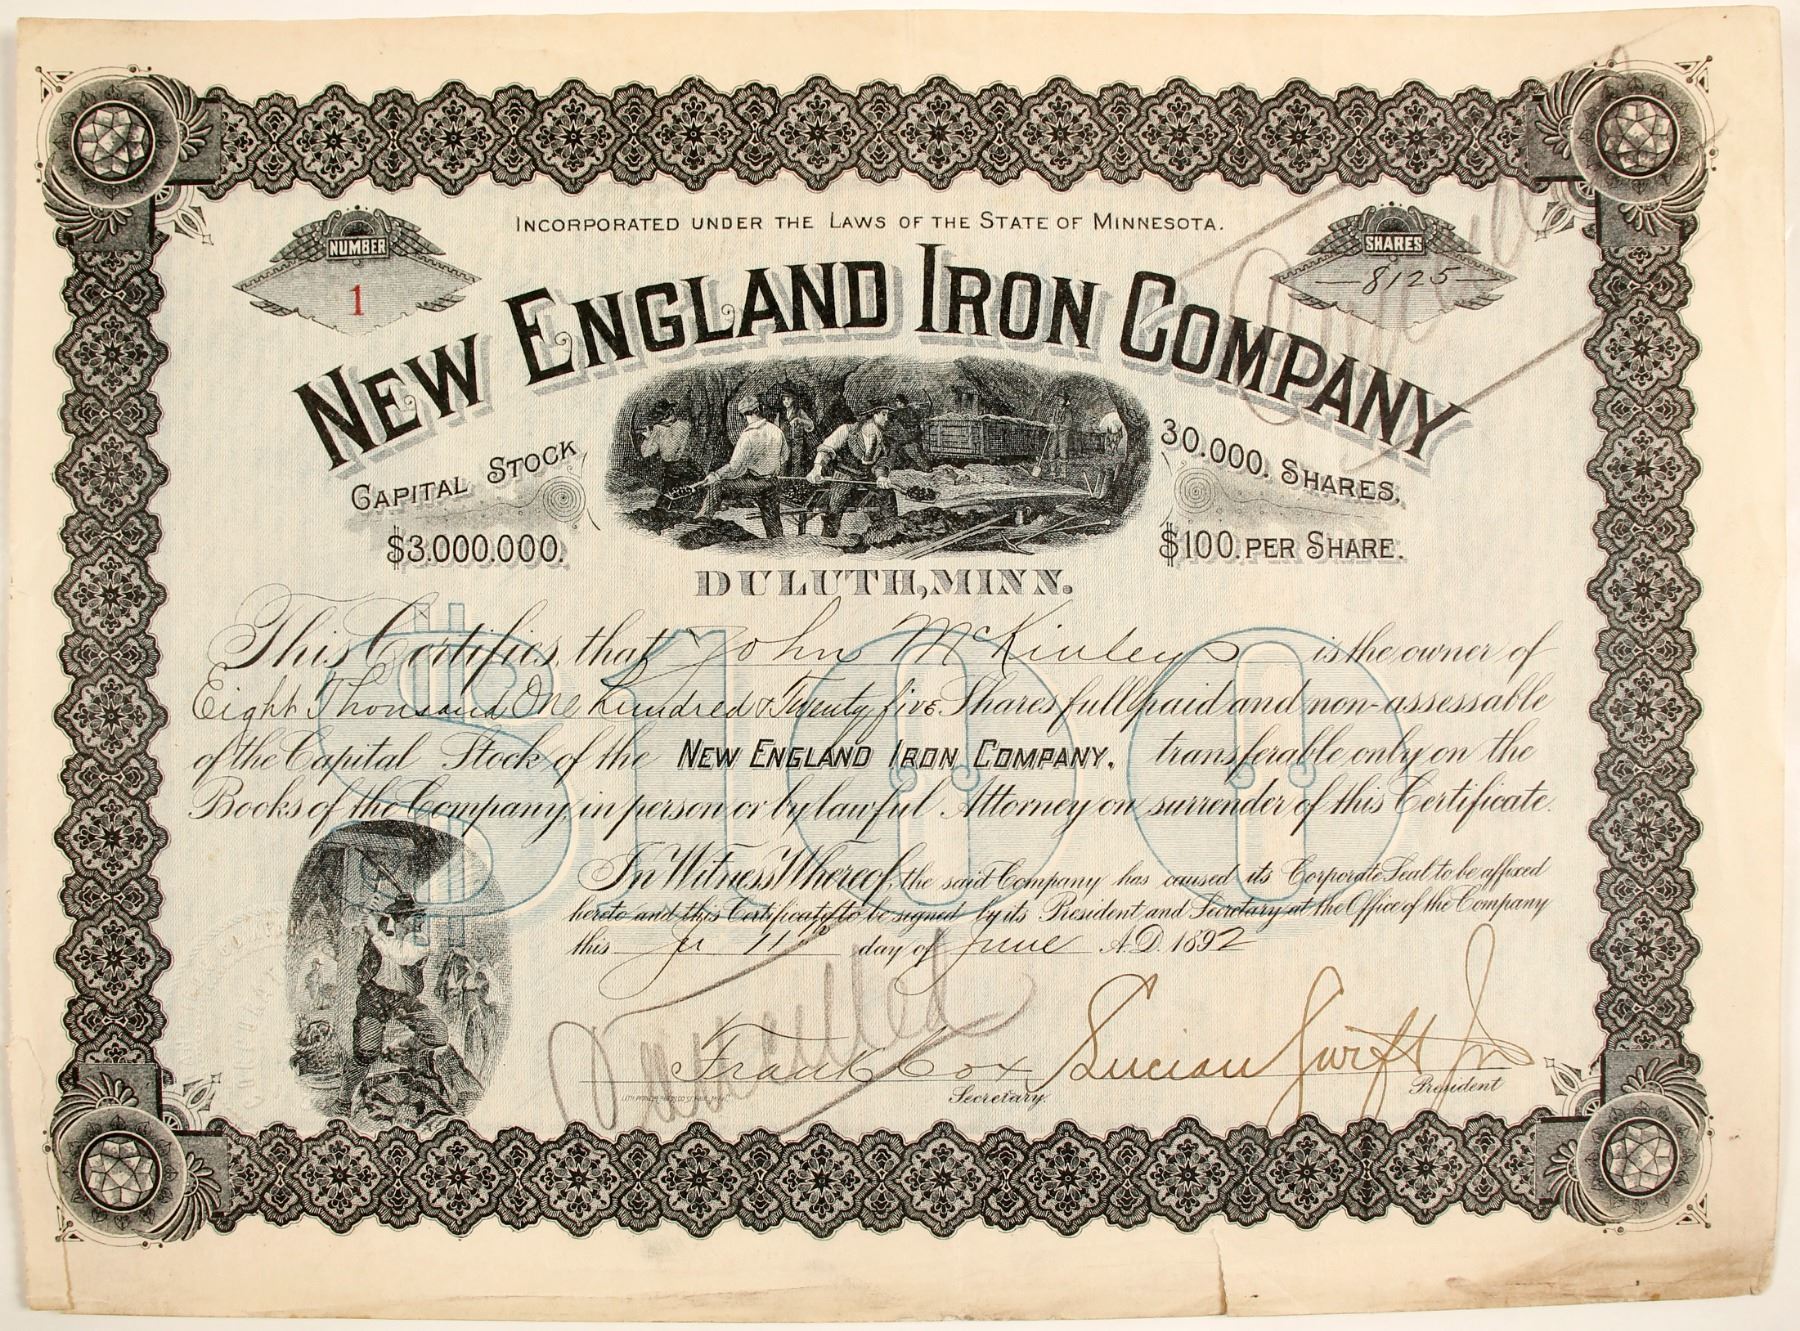 INCORPORATED UNDER THE LAWS OF THE STATE OF MINNESOTA.
NUMBER
1
SHARES
8125
NEW ENGLAND IRON COMPANY
CAPITAL STOCK
$3.000.000.
30.000. SHARES.
$100. PER SHARE.
DULUTH, MINN.
$100
This Certifies that John McKinley is the owner of
Eight Thousand One Hundred & Twenty five Shares full paid and non-assessable
of the Capital Stock of the NEW ENGLAND IRON COMPANY, transferable only on the
Books of the Company, in person or by lawful Attorney on surrender of this Certificate.
In Witness Whereof, the said Company has caused its Corporate Seal to be affixed
hereto and this Certificate to be signed by its President and Secretary at the Office of the Company
this 11th day of June A.D. 1892
Cancelled
Cancelled
Frank Cox
Secretary.
Lucian Swift Jr
President